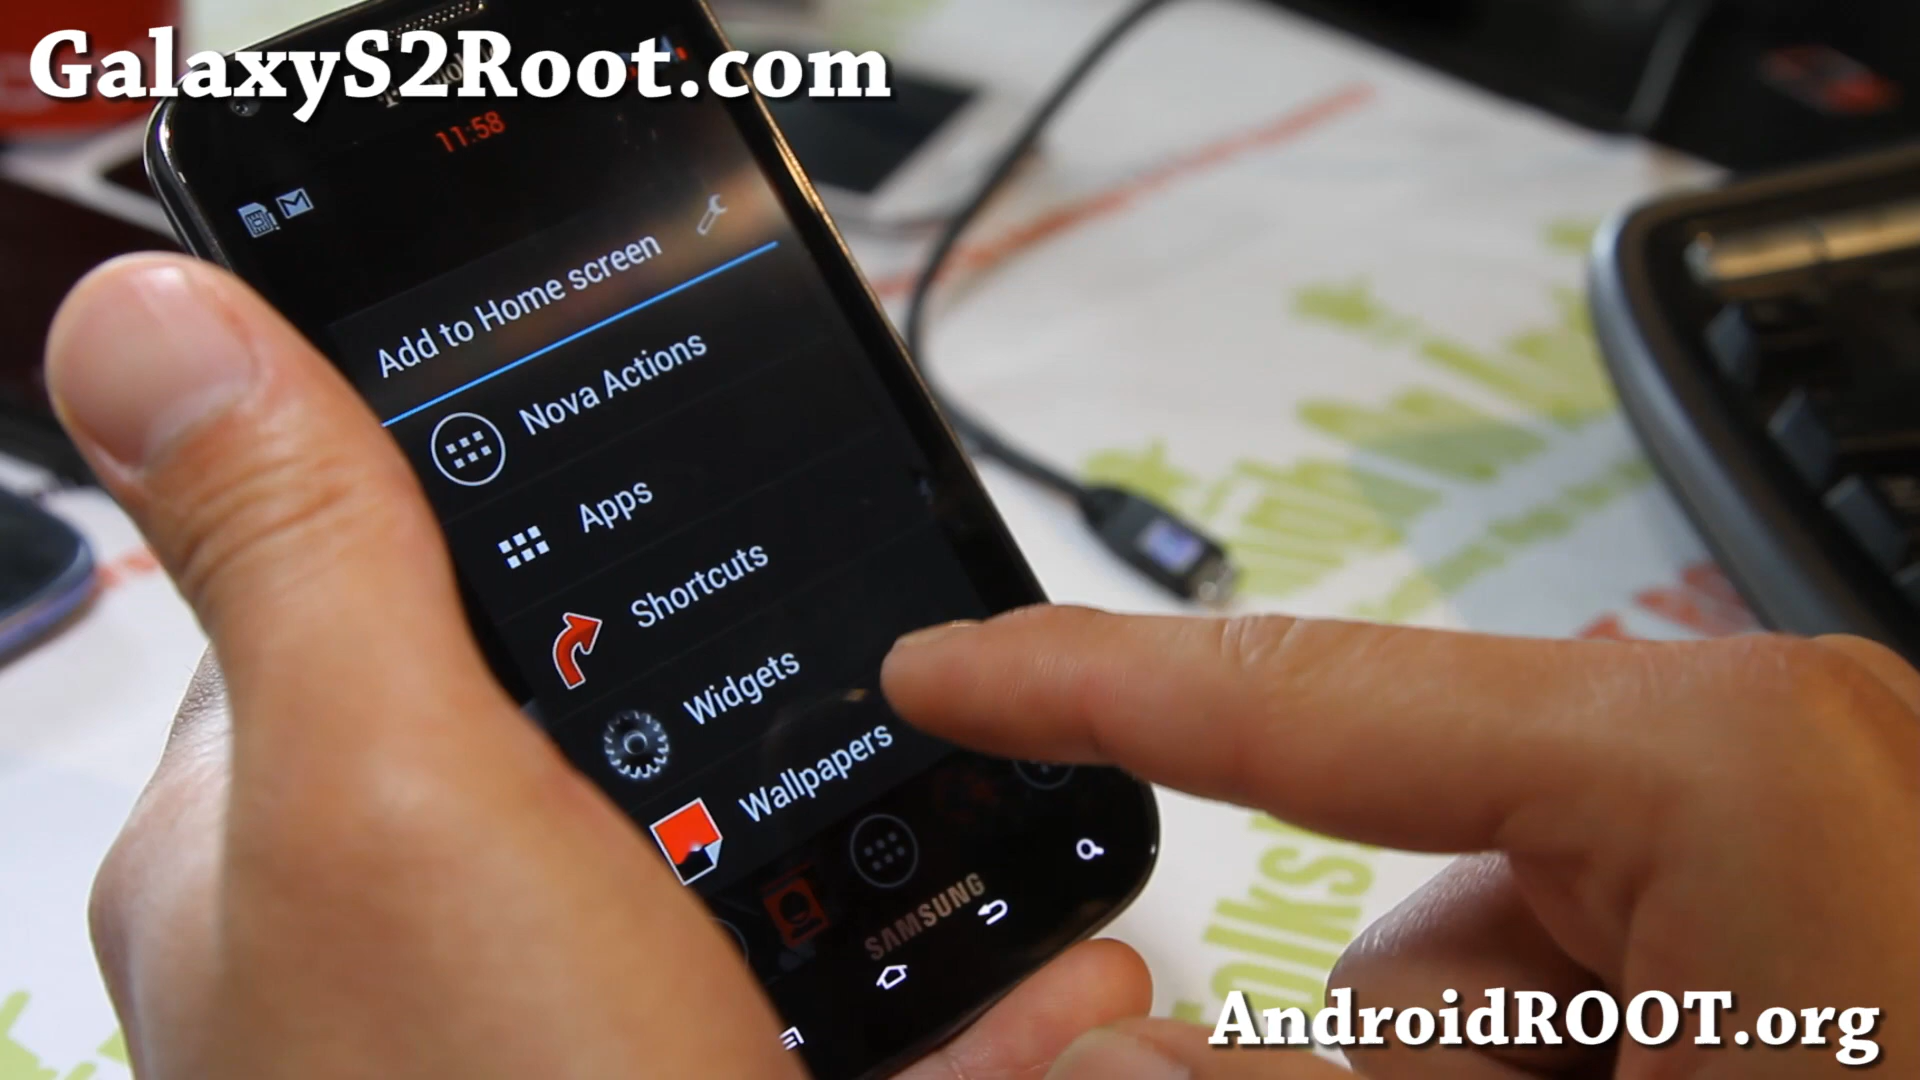 GalaxyS2Root.com
11:58
Add to Home screen
Nova Actions
Apps
Shortcuts
Widgets
Wallpapers
SAMSUNG
AndroidROOT.org